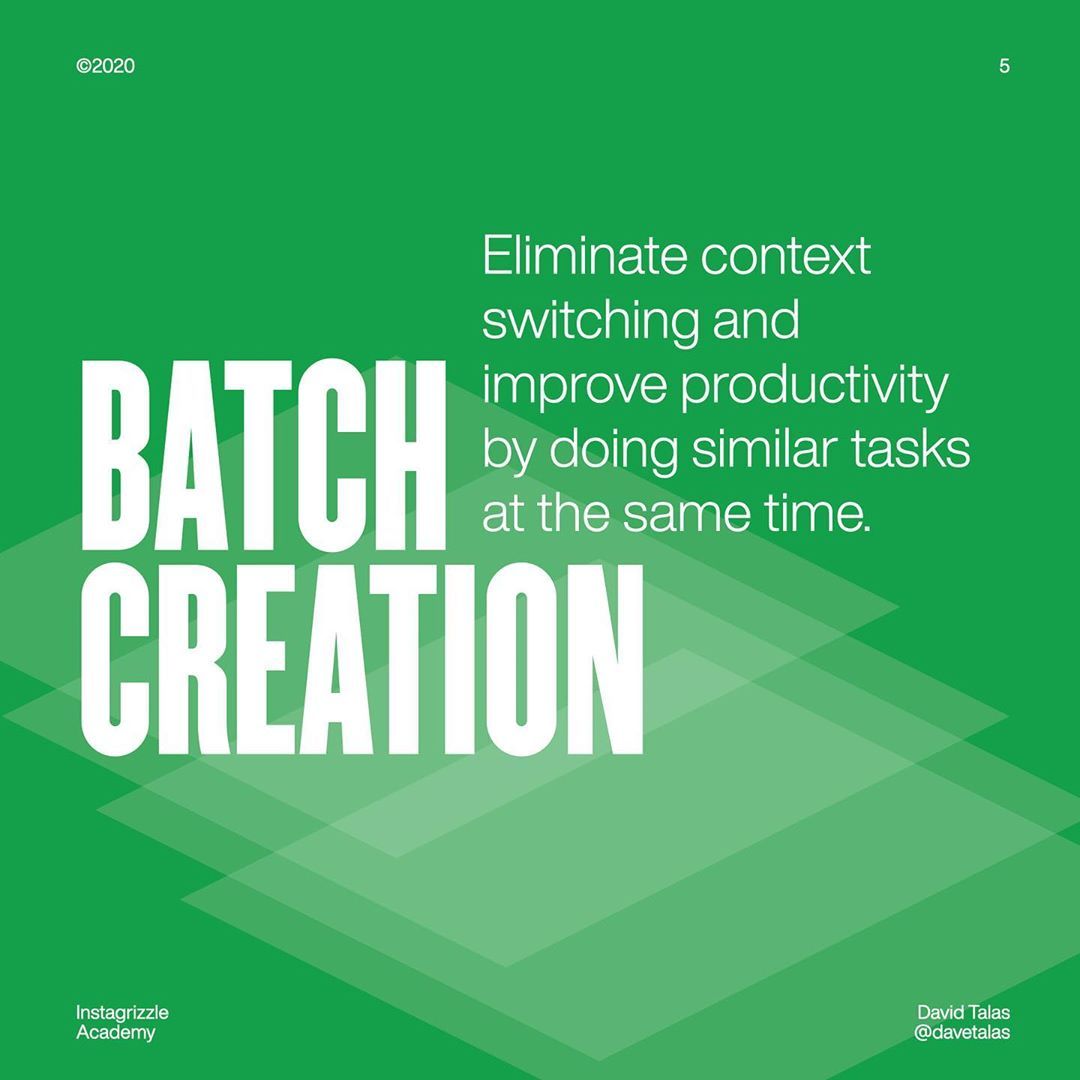 ©2020
5
Eliminate context
switching and
improve productivity
by doing similar tasks
at the same time.
BATCH
CREATION
Instagrizzle
Academy
David Talas
@davetalas